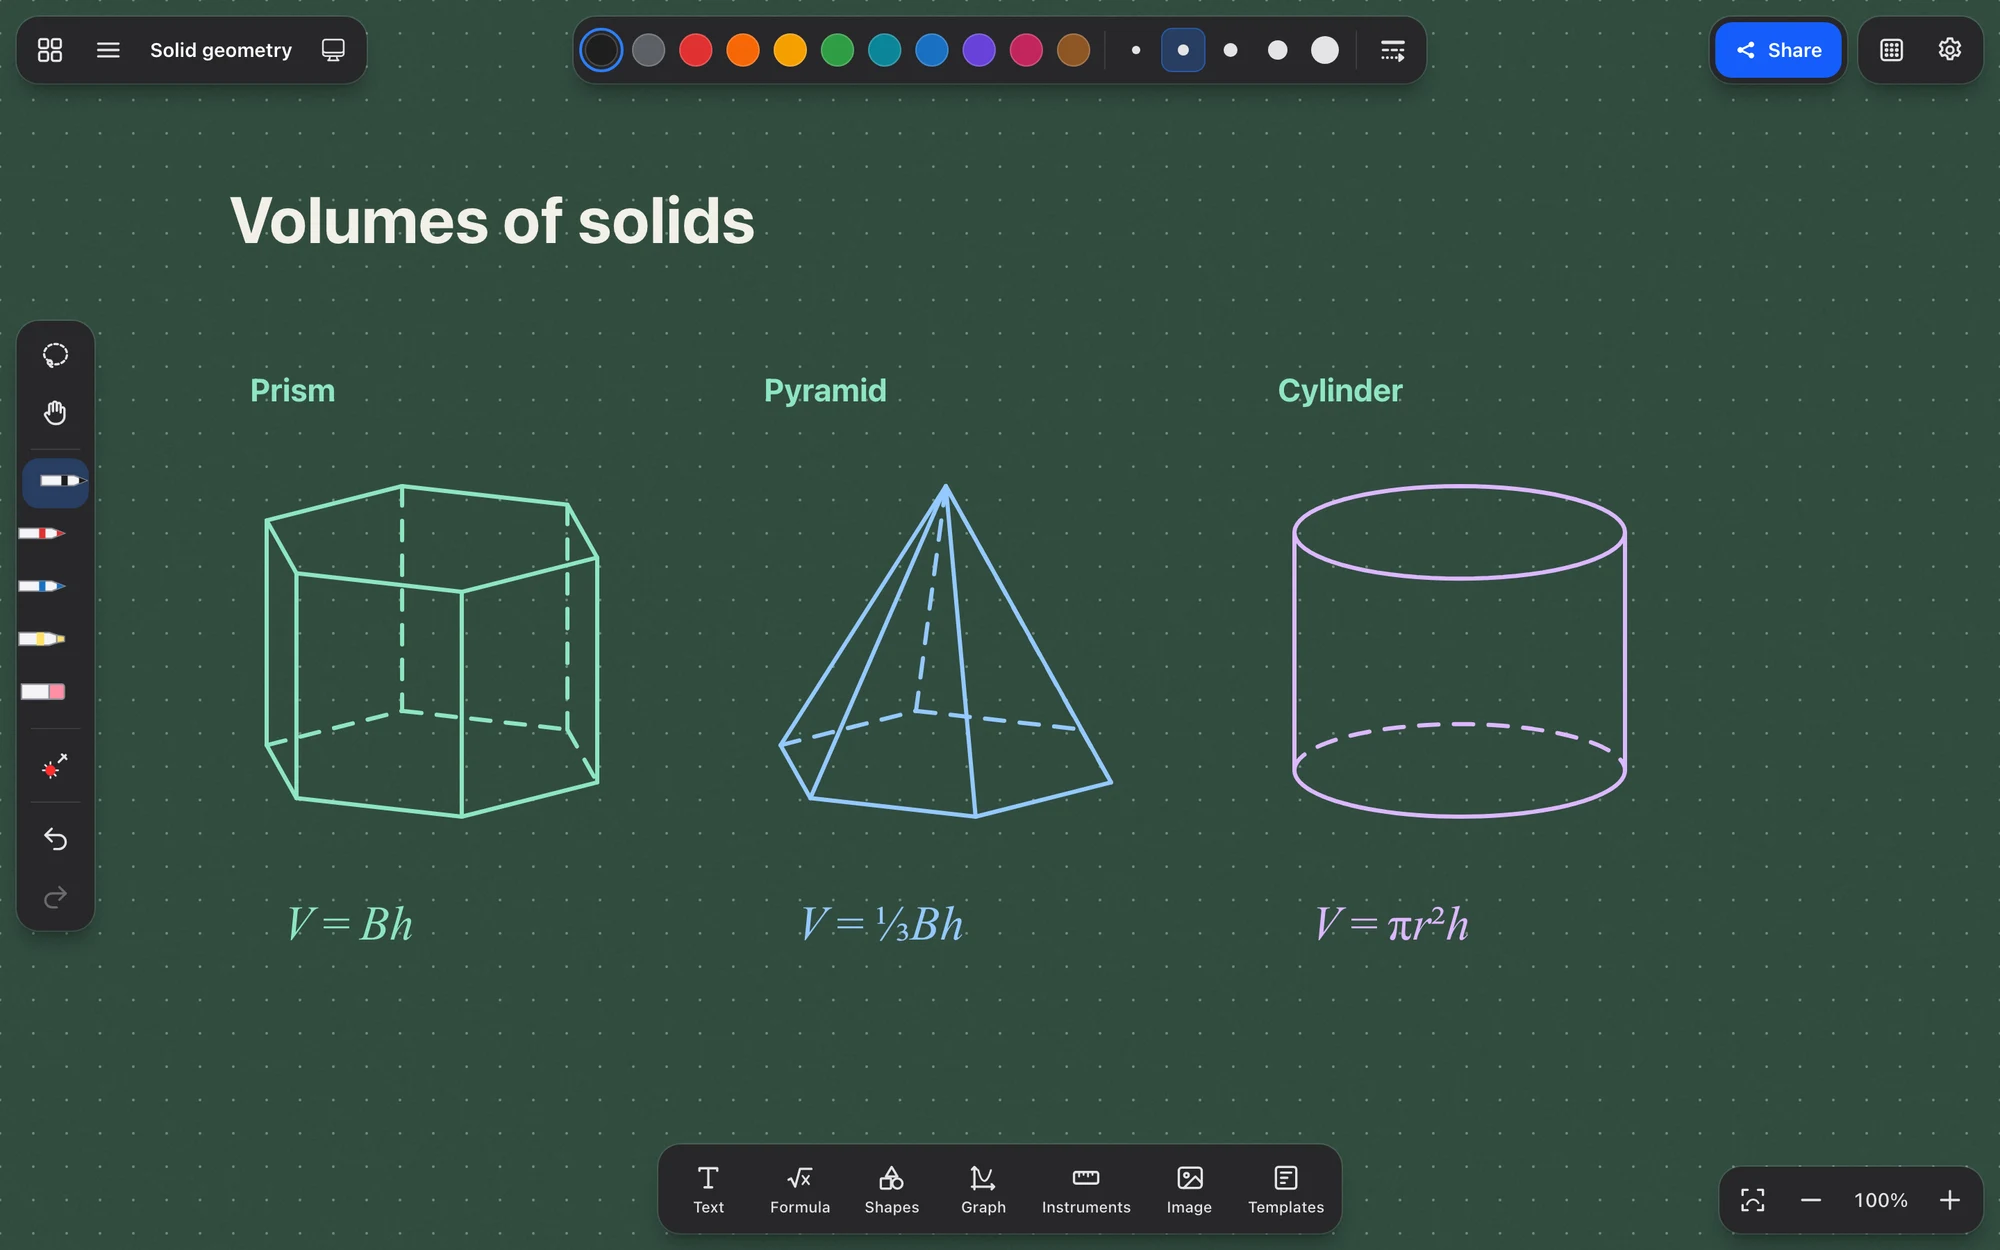 Solid geometry
Share
Volumes of solids
Prism
Pyramid
Cylinder
V = Bh
V = ⅓Bh
V = πr²h
Text
Formula
Shapes
Graph
Instruments
Image
Templates
100%